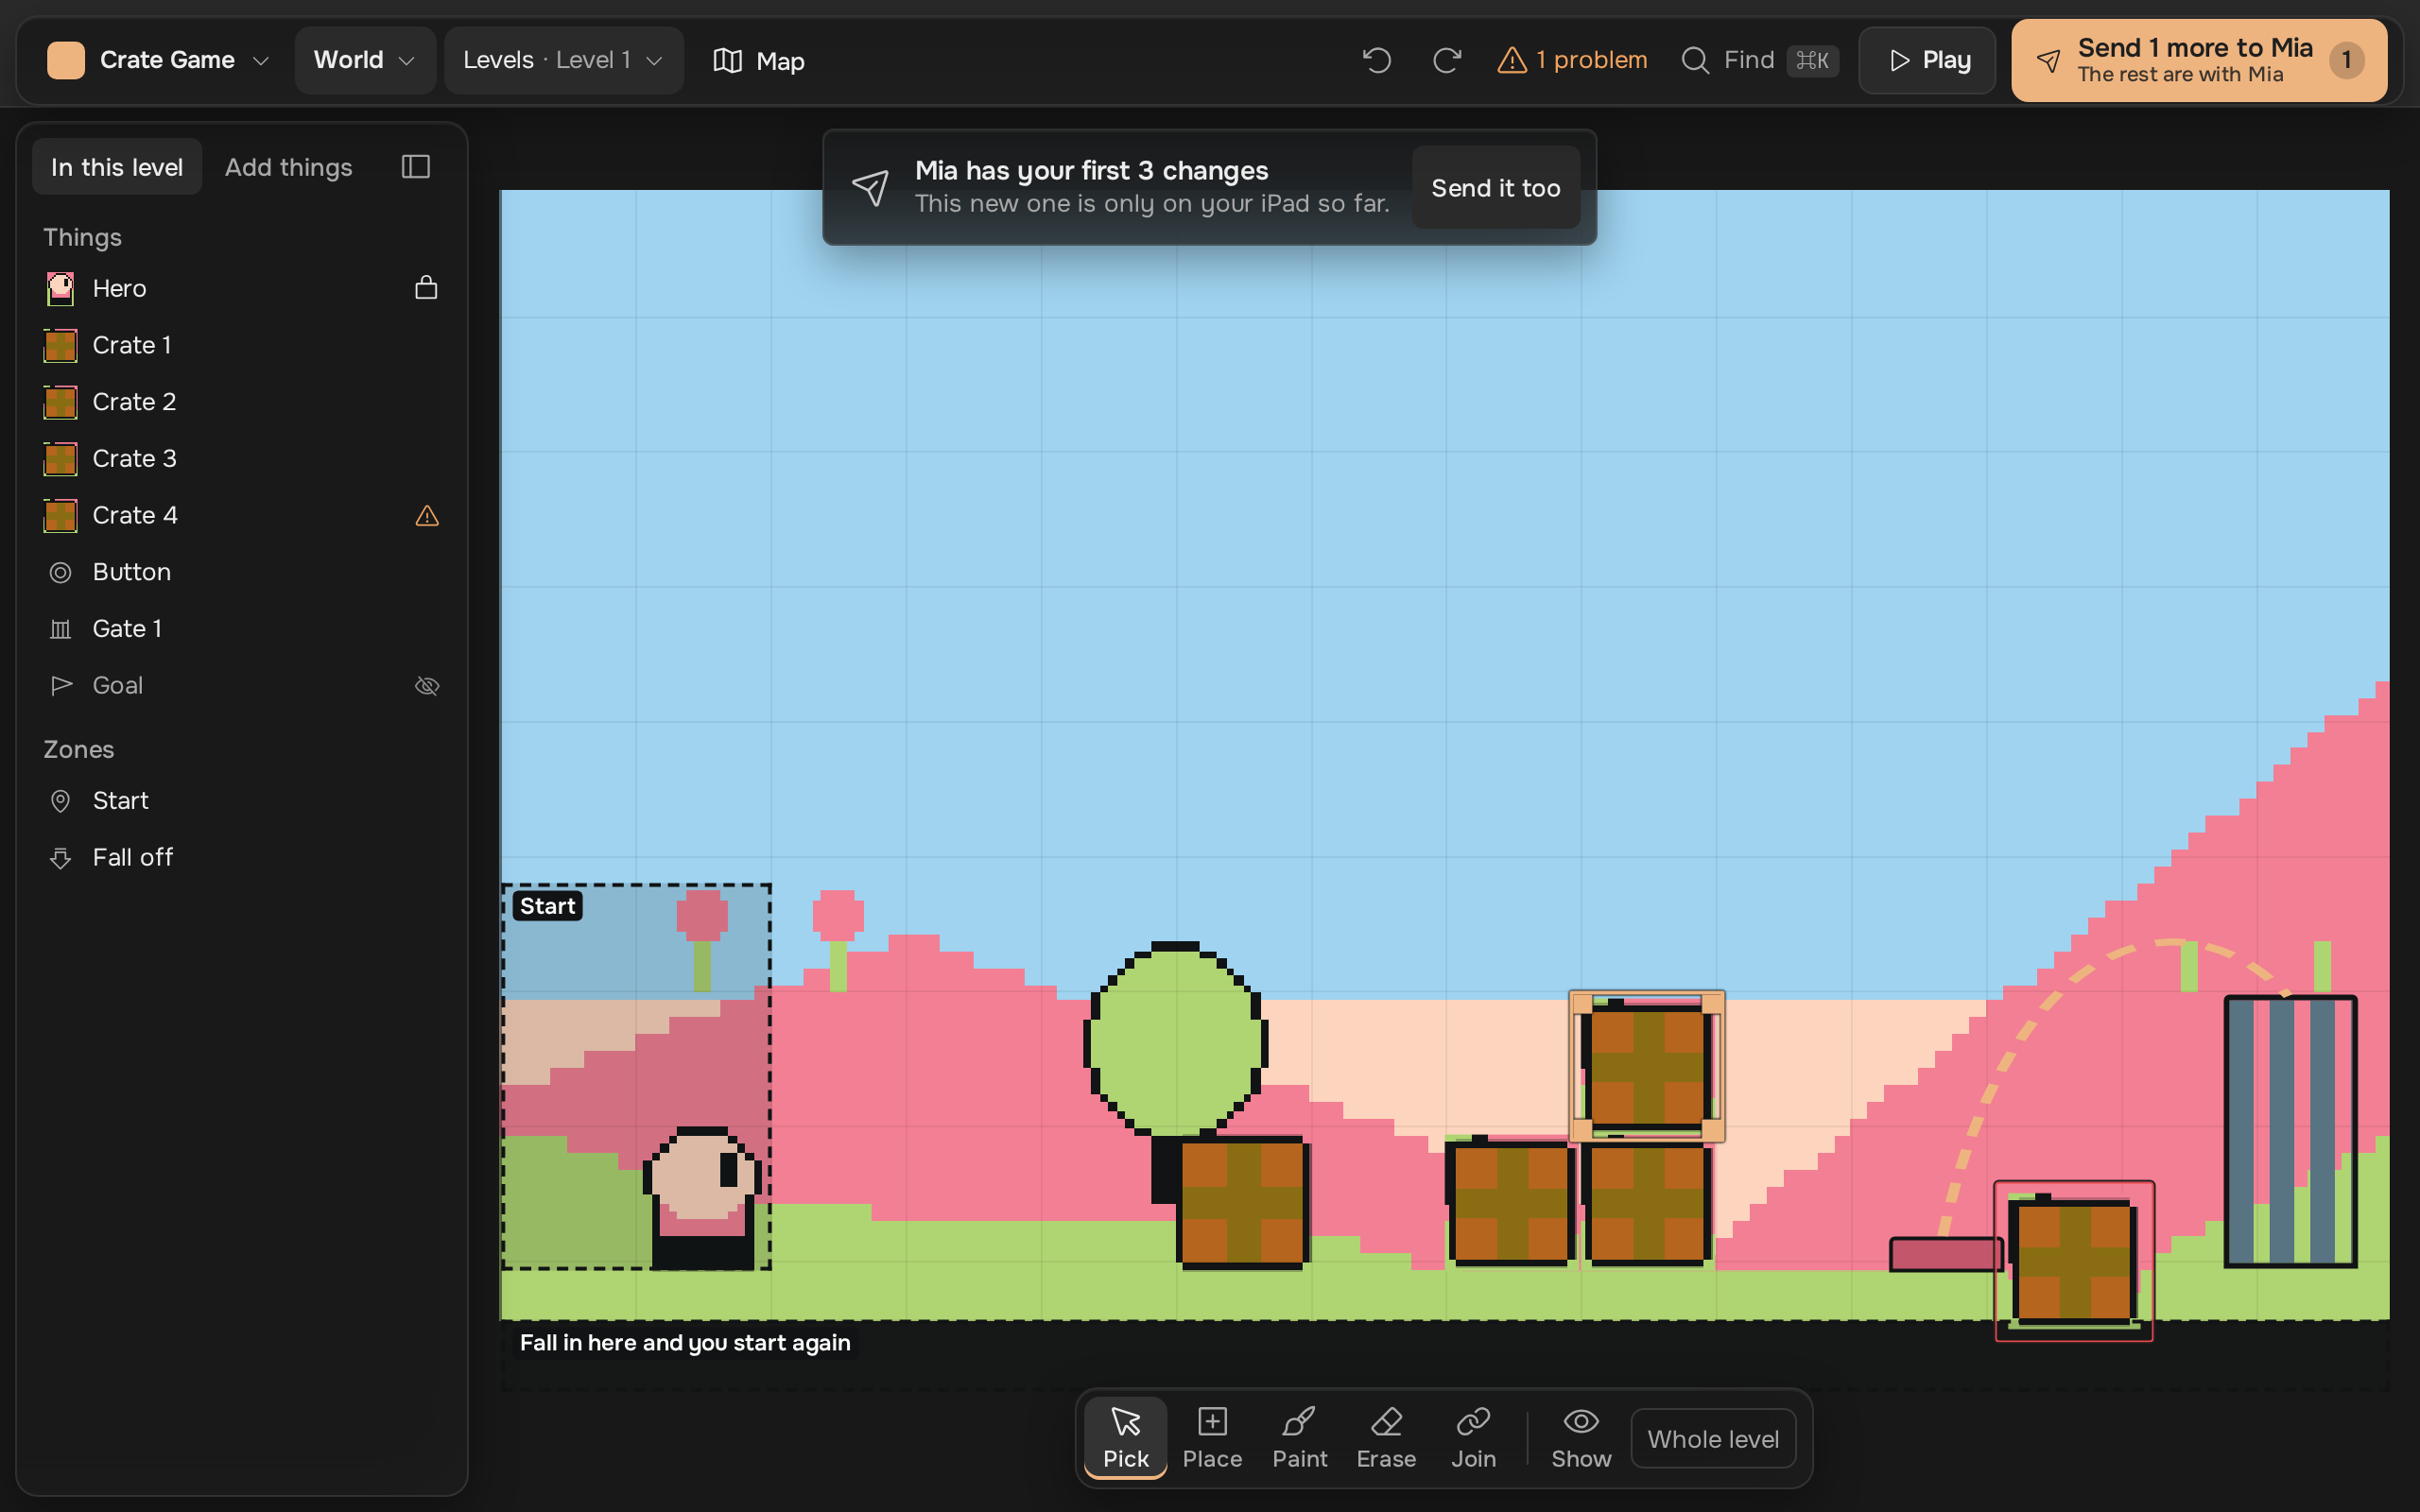 Crate Game
World
Levels · Level 1
Map
1 problem
Find ⌘K
Play
Send 1 more to Mia
The rest are with Mia
1
In this level
Add things
Mia has your first 3 changes
This new one is only on your iPad so far.
Send it too
Things
Hero
Crate 1
Crate 2
Crate 3
Crate 4
Button
Gate 1
Goal
Zones
Start
Fall off
Start
Fall in here and you start again
Pick
Place
Paint
Erase
Join
Show
Whole level